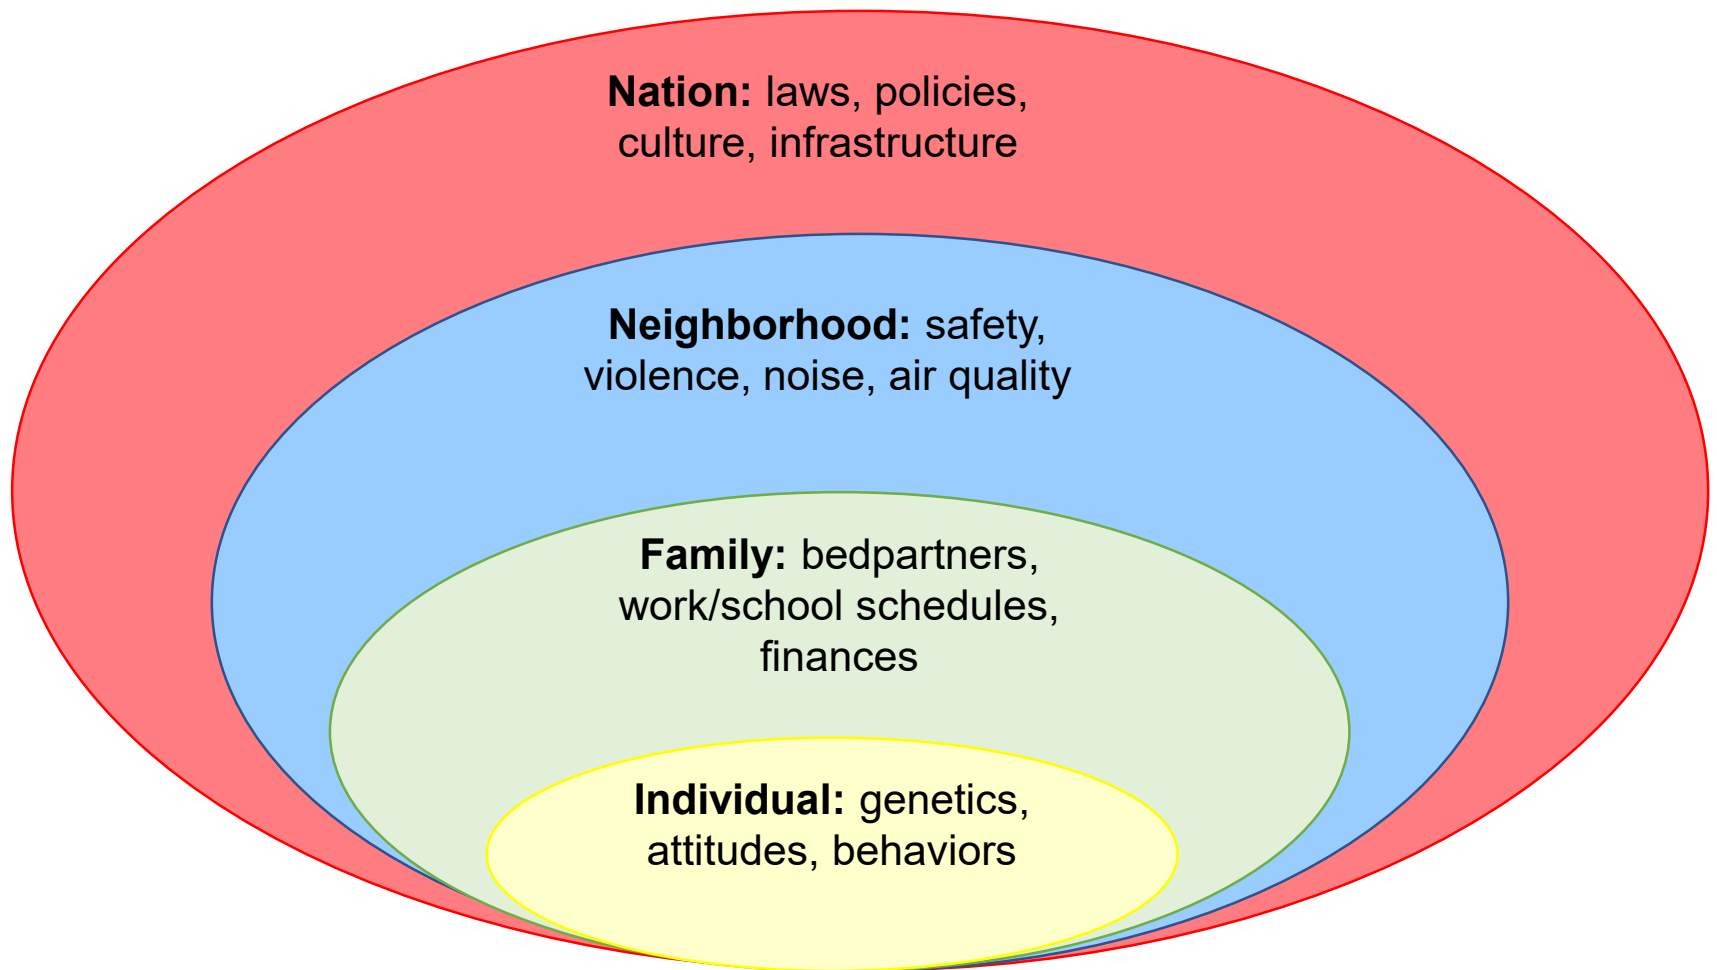 Nation: laws, policies,
culture, infrastructure
Neighborhood: safety,
violence, noise, air quality
Family: bedpartners,
work/school schedules,
finances
Individual: genetics,
attitudes, behaviors